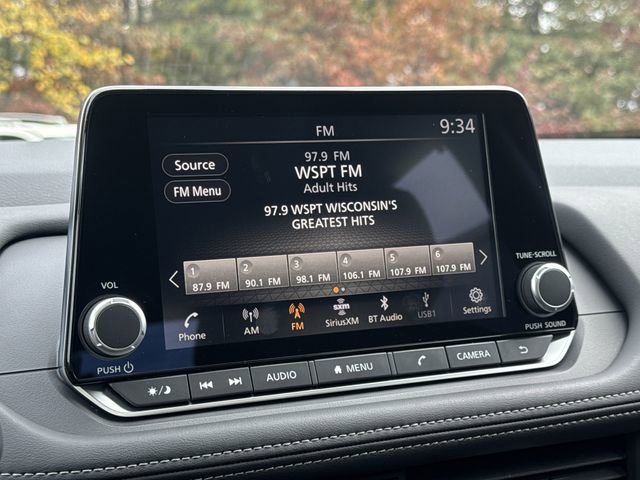 FM
9:34
Source
FM Menu
97.9 FM
WSPT FM
Adult Hits
97.9 WSPT WISCONSIN'S
GREATEST HITS
1 2 3 4 5 6
87.9 FM 90.1 FM 98.1 FM 106.1 FM 107.9 FM 107.9 FM
Phone AM FM sxm SiriusXM BT Audio USB1 Settings
VOL
PUSH
TUNE·SCROLL
PUSH SOUND
AUDIO MENU CAMERA